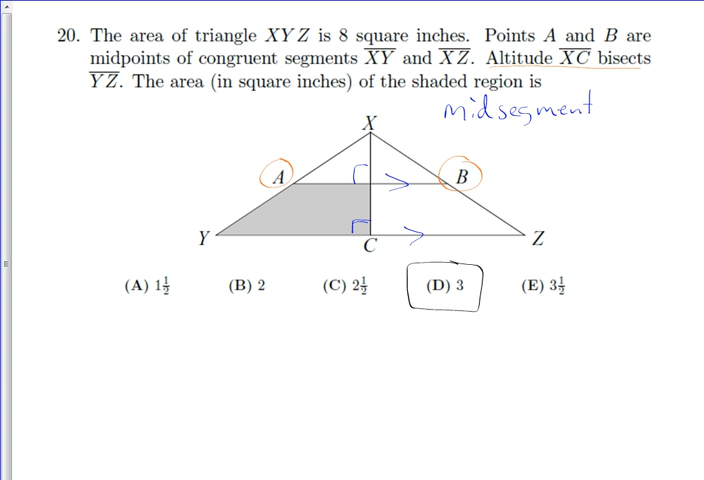 20. The area of triangle XYZ is 8 square inches. Points A and B are
midpoints of congruent segments XY and XZ. Altitude XC bisects
YZ. The area (in square inches) of the shaded region is
midsegment
X
A
B
Y
C
Z
(A) 1½ (B) 2 (C) 2½ (D) 3 (E) 3½